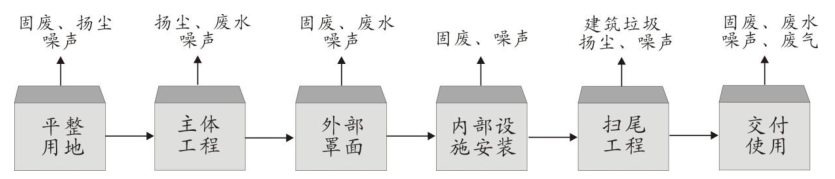 固废、扬尘
噪声
扬尘、废水
噪声
固废、废水
噪声
固废、噪声
建筑垃圾
扬尘、噪声
固废、废水
噪声、废气
平整
用地
主体
工程
外部
罩面
内部设
施安装
扫尾
工程
交付
使用